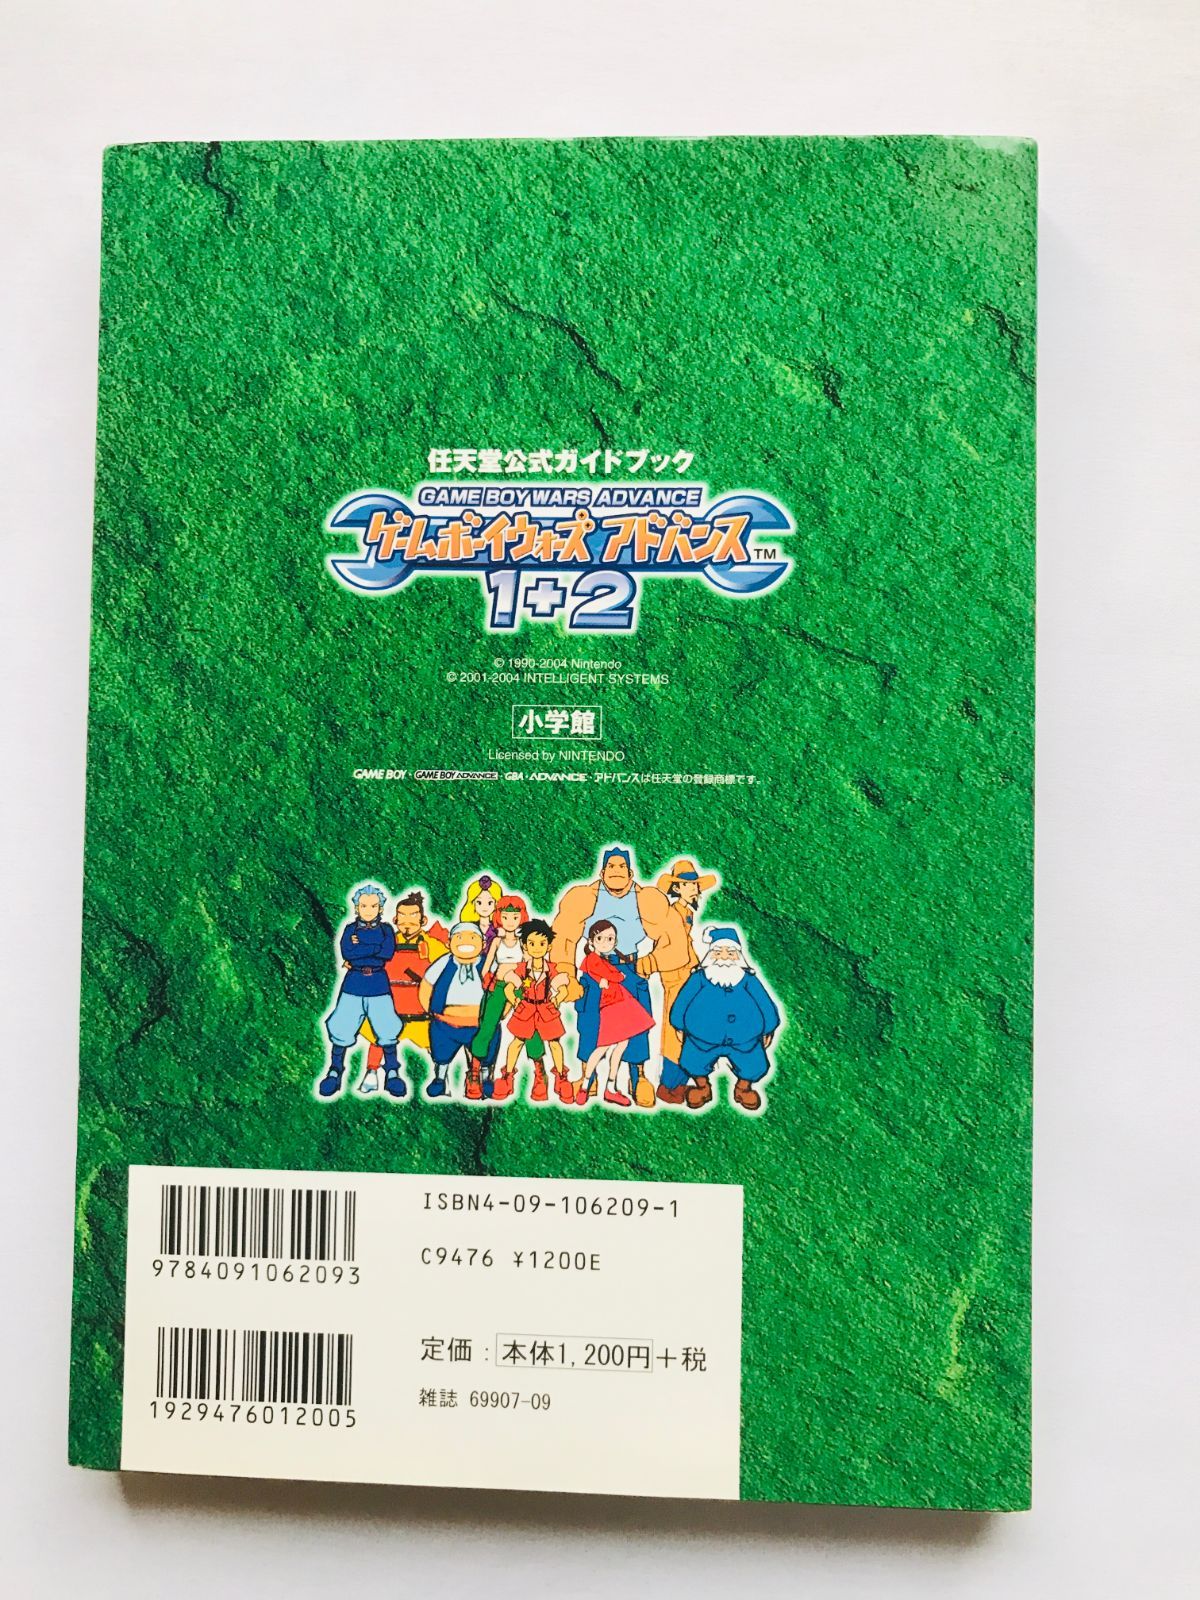 任天堂公式ガイドブック
GAME BOY WARS ADVANCE
ゲームボーイウォーズ アドバンス™
1+2
© 1990-2004 Nintendo
© 2001-2004 INTELLIGENT SYSTEMS
小学館
Licensed by NINTENDO
GAME BOY・GAME BOY ADVANCE・GBA・ADVANCE・アドバンスは任天堂の登録商標です。
ISBN4-09-106209-1
9784091062093
C9476 ¥1200E
定価：本体1,200円+税
雑誌 69907-09
1929476012005